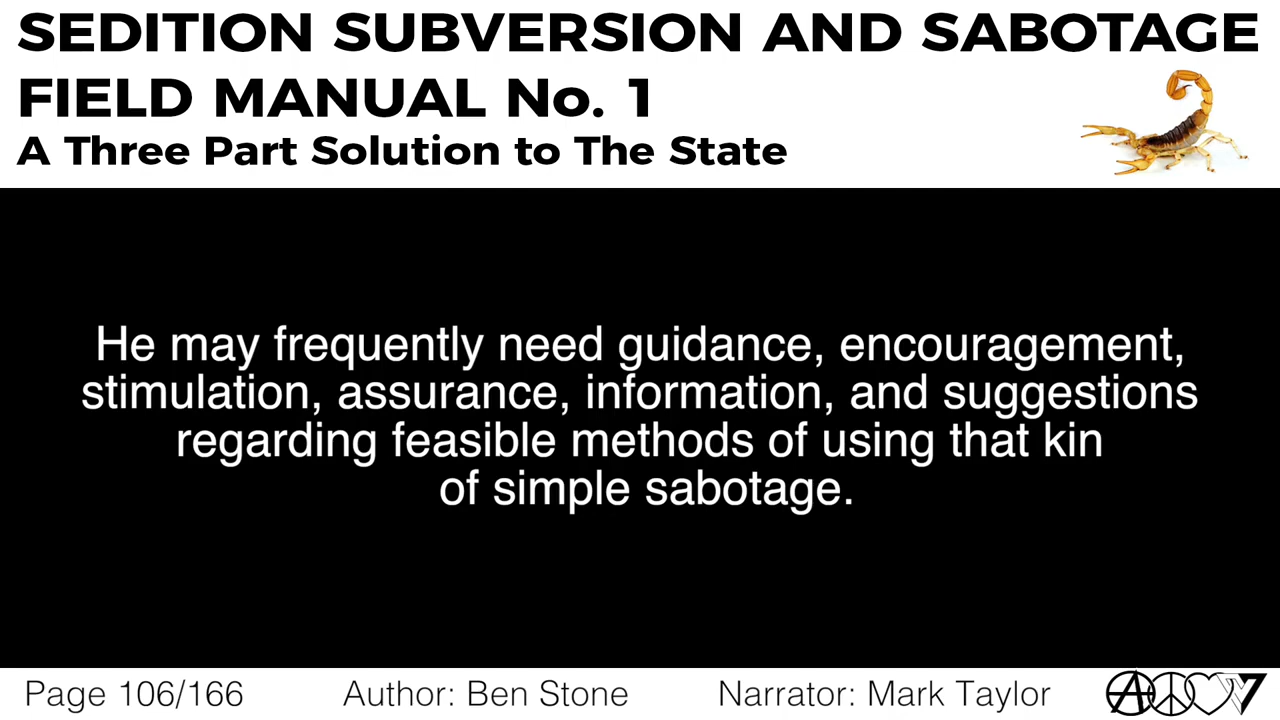 SEDITION SUBVERSION AND SABOTAGE
FIELD MANUAL No. 1
A Three Part Solution to The State
He may frequently need guidance, encouragement,
stimulation, assurance, information, and suggestions
regarding feasible methods of using that kin
of simple sabotage.
Page 106/166 Author: Ben Stone Narrator: Mark Taylor